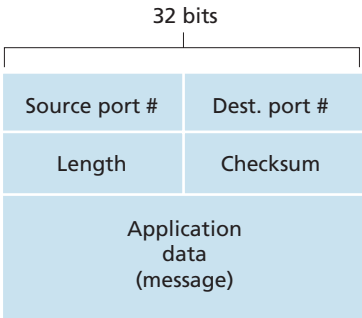 32 bits
Source port #
Dest. port #
Length
Checksum
Application
data
(message)